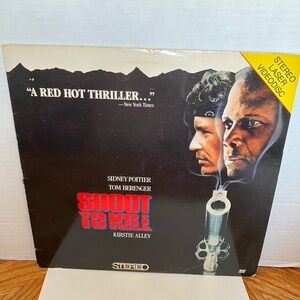 STEREO
LASER
VIDEODISC
"A RED HOT THRILLER..."
— New York Times
SIDNEY POITIER
TOM BERENGER
SHOOT
TO KILL
KIRSTIE ALLEY
STEREO